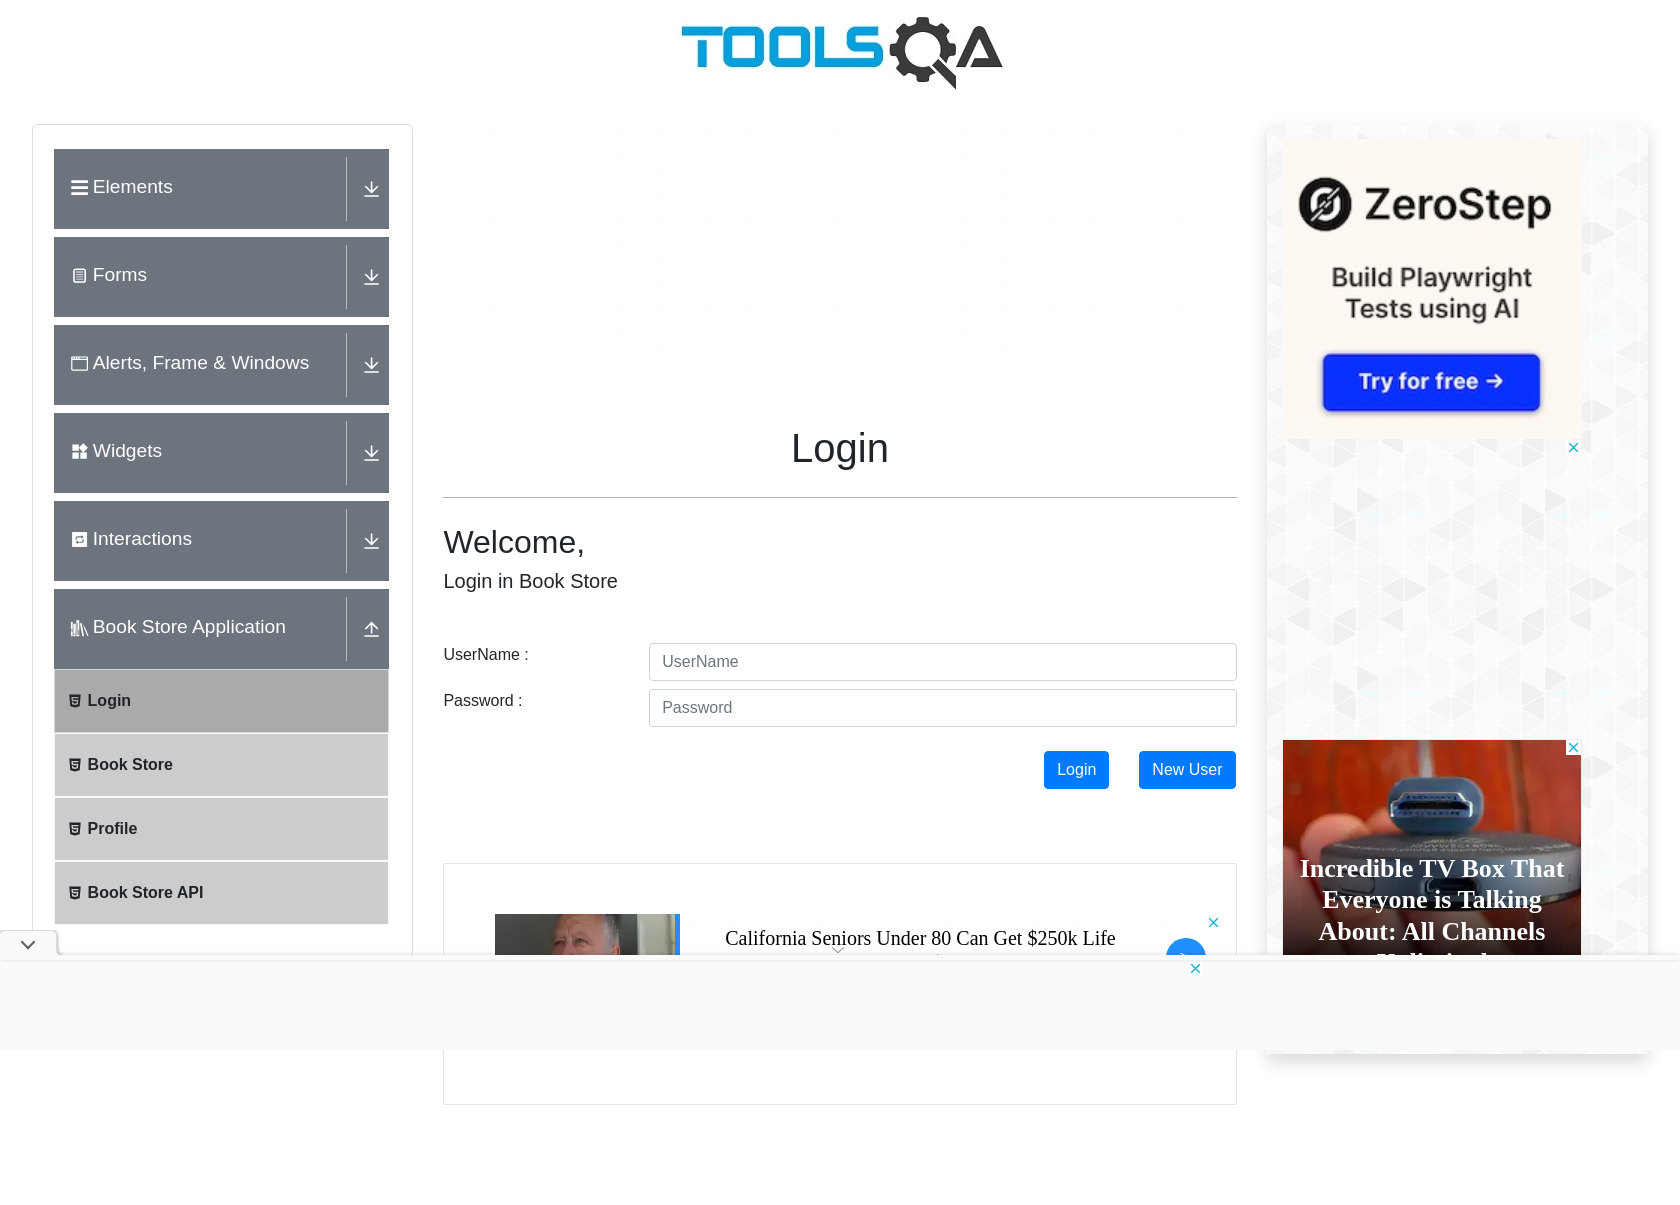 TOOLSQA
Elements
Forms
Alerts, Frame & Windows
Widgets
Interactions
Book Store Application
Login
Book Store
Profile
Book Store API
Login
Welcome,
Login in Book Store
UserName :
UserName
Password :
Password
Login
New User
California Seniors Under 80 Can Get $250k Life
ZeroStep
Build Playwright
Tests using AI
Try for free →
Incredible TV Box That
Everyone is Talking
About: All Channels